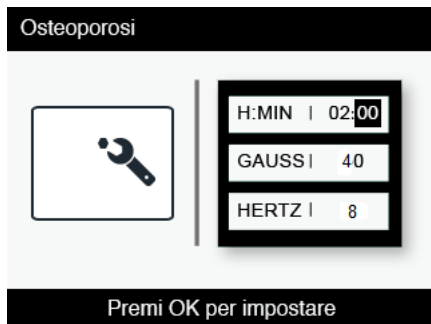 Osteoporosi
H:MIN | 02:00
GAUSS | 40
HERTZ | 8
Premi OK per impostare